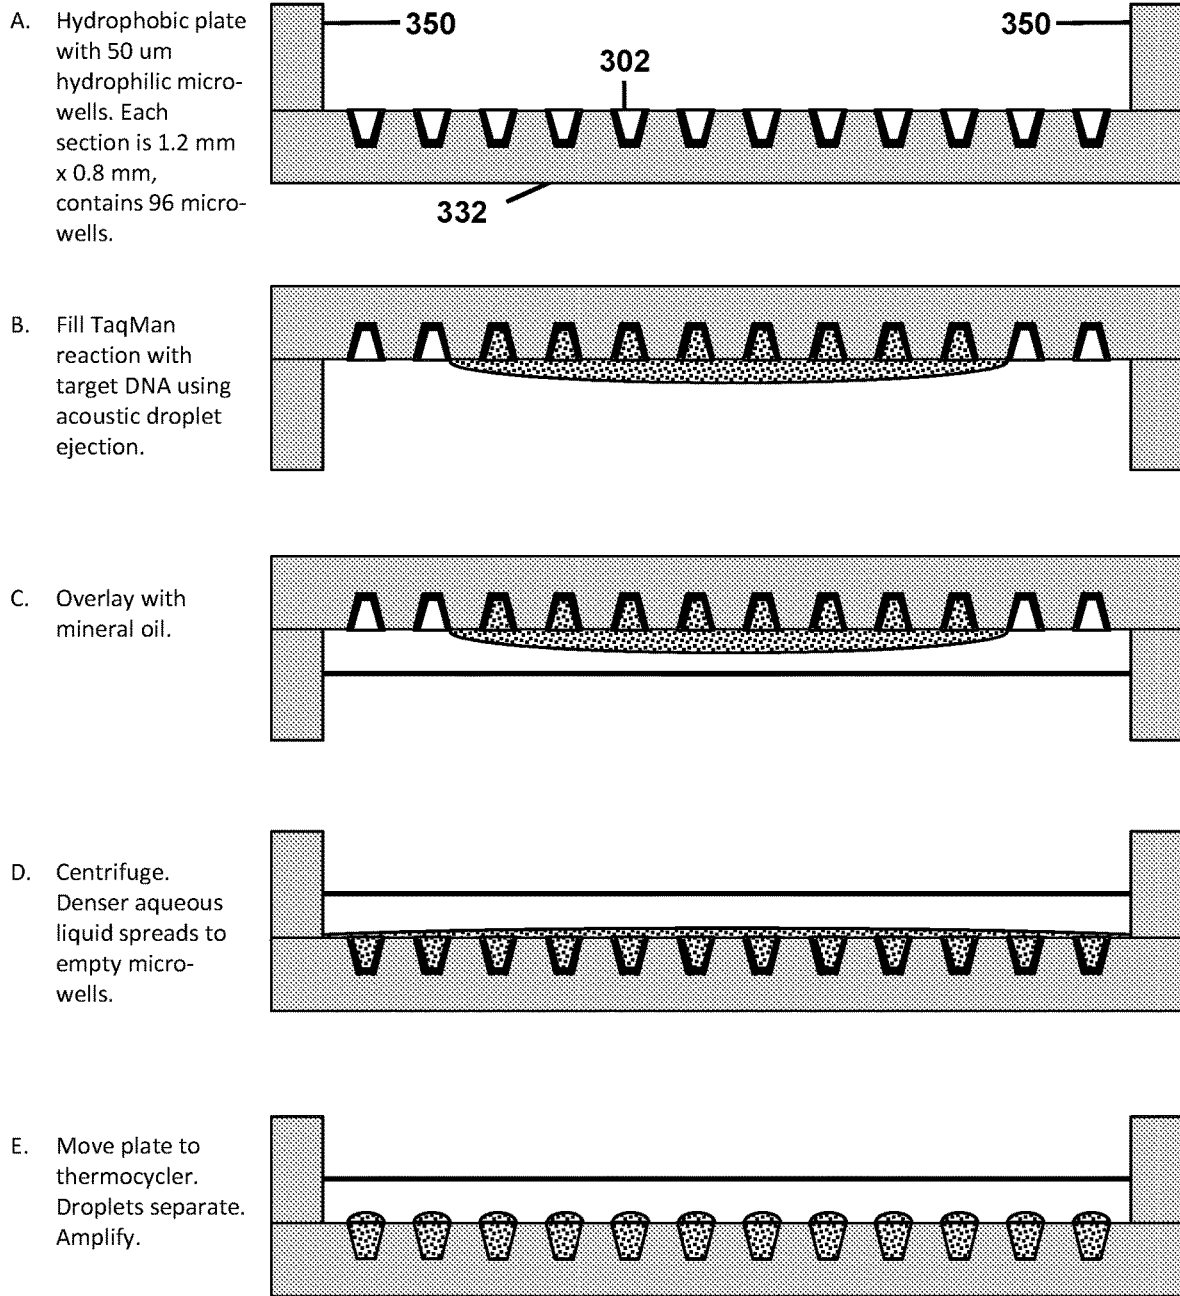 A. Hydrophobic plate
with 50 um
hydrophilic micro-
wells. Each
section is 1.2 mm
x 0.8 mm,
contains 96 micro-
wells.
350
350
302
332
B. Fill TaqMan
reaction with
target DNA using
acoustic droplet
ejection.
C. Overlay with
mineral oil.
D. Centrifuge.
Denser aqueous
liquid spreads to
empty micro-
wells.
E. Move plate to
thermocycler.
Droplets separate.
Amplify.